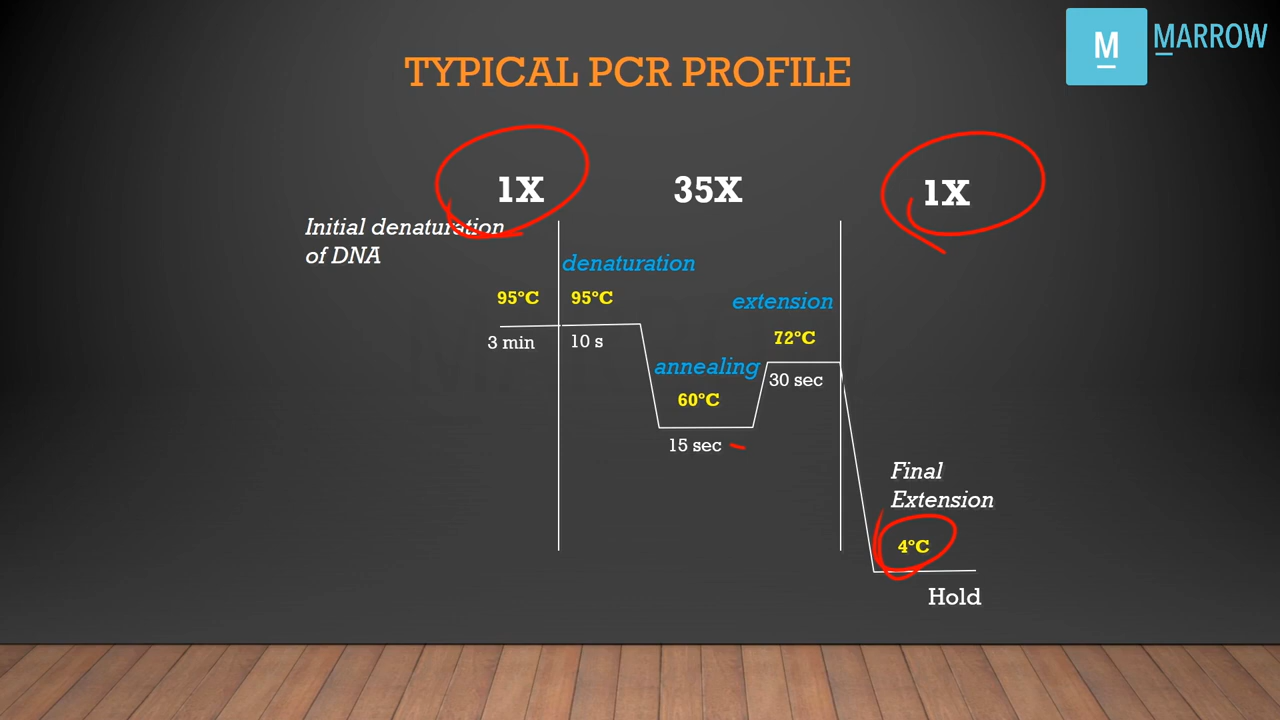 M MARROW
TYPICAL PCR PROFILE
1X
35X
1X
Initial denaturation
of DNA
denaturation
95°C
95°C
extension
3 min
10 s
72°C
annealing
30 sec
60°C
15 sec
Final
Extension
4°C
Hold